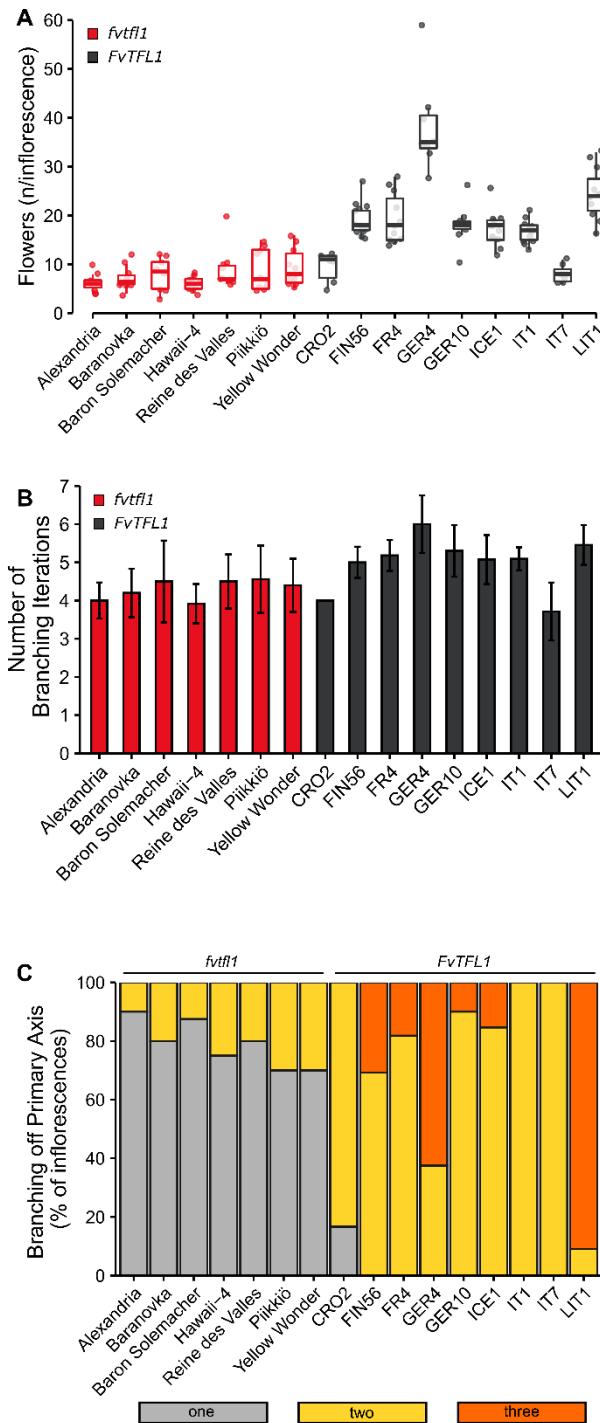 A
60
50
40
30
20
10
0
Flowers (n/inflorescence)
fvtfl1
FvTFL1
Alexandria
Baranovka
Baron Solemacher
Hawaii-4
Reine des Valles
Piikkiö
Yellow Wonder
CRO2
FIN56
FR4
GER4
GER10
ICE1
IT1
IT7
LIT1
B
7
6
5
4
3
2
1
0
Number of
Branching Iterations
fvtfl1
FvTFL1
Alexandria
Baranovka
Baron Solemacher
Hawaii-4
Reine des Valles
Piikkiö
Yellow Wonder
CRO2
FIN56
FR4
GER4
GER10
ICE1
IT1
IT7
LIT1
C
fvtfl1
FvTFL1
100
80
60
40
20
0
Branching off Primary Axis
(% of inflorescences)
Alexandria
Baranovka
Baron Solemacher
Hawaii-4
Reine des Valles
Piikkiö
Yellow Wonder
CRO2
FIN56
FR4
GER4
GER10
ICE1
IT1
IT7
LIT1
one
two
three